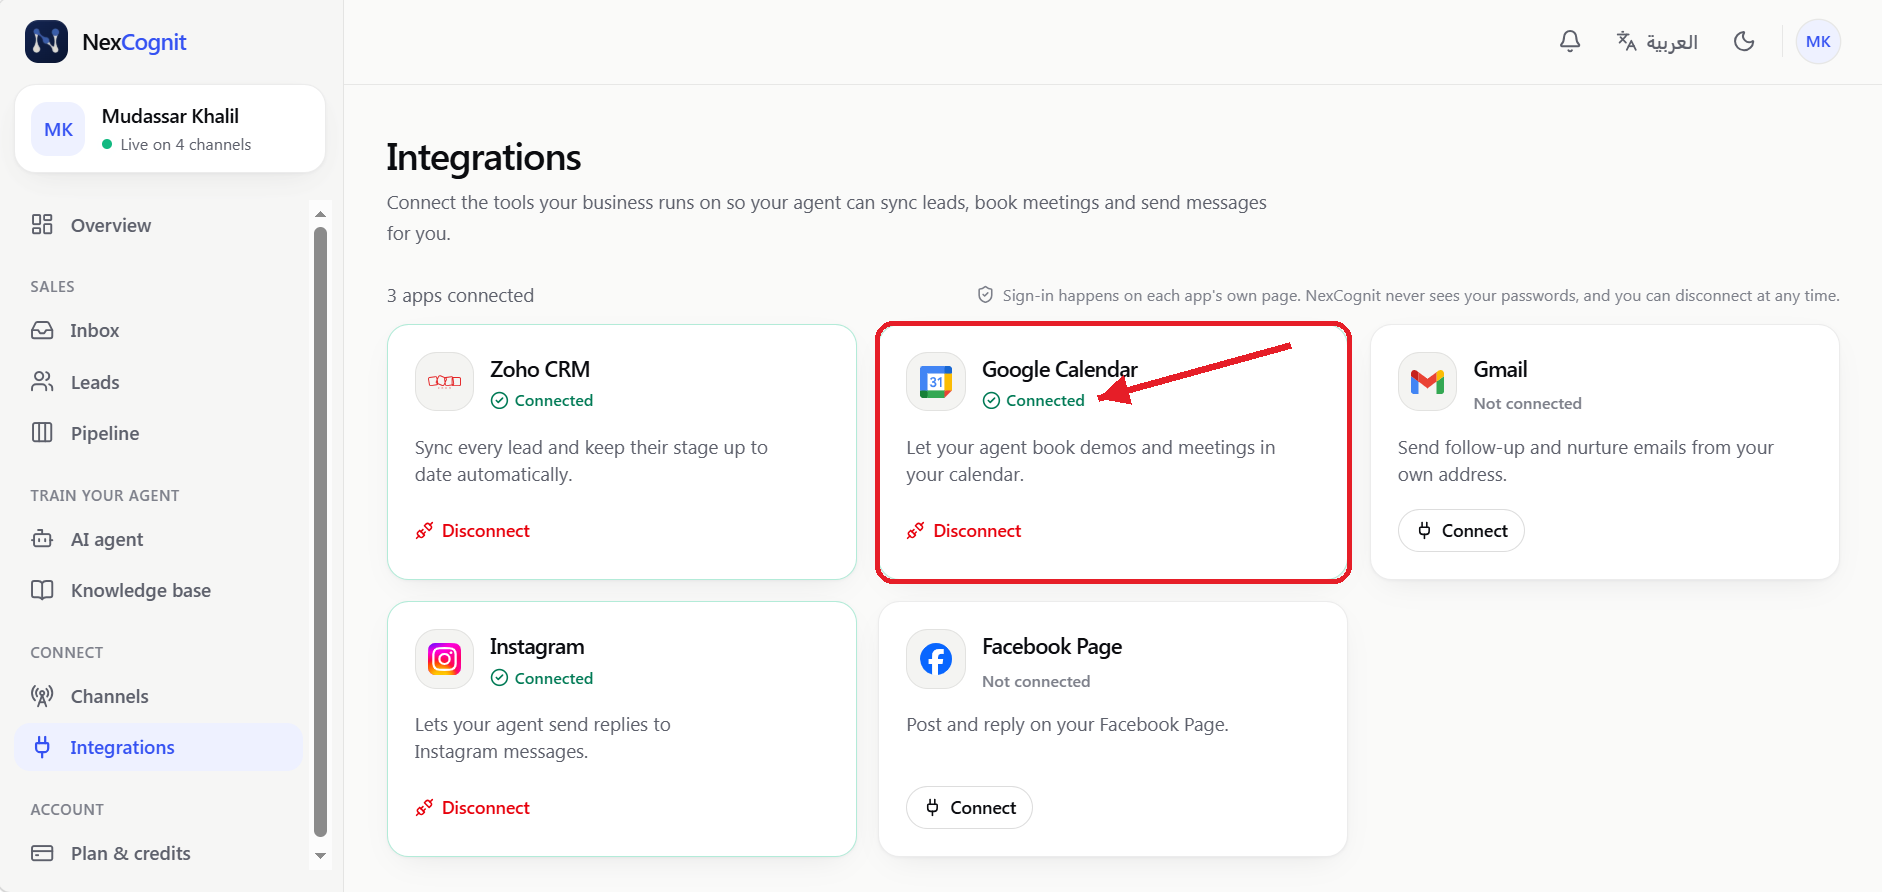 NexCognit
العربية
MK
MK
Mudassar Khalil
Live on 4 channels
Overview
SALES
Inbox
Leads
Pipeline
TRAIN YOUR AGENT
AI agent
Knowledge base
CONNECT
Channels
Integrations
ACCOUNT
Plan & credits
Integrations
Connect the tools your business runs on so your agent can sync leads, book meetings and send messages
for you.
3 apps connected
Sign-in happens on each app's own page. NexCognit never sees your passwords, and you can disconnect at any time.
Zoho CRM
Connected
Sync every lead and keep their stage up to
date automatically.
Disconnect
31
Google Calendar
Connected
Let your agent book demos and meetings in
your calendar.
Disconnect
Gmail
Not connected
Send follow-up and nurture emails from your
own address.
Connect
Instagram
Connected
Lets your agent send replies to
Instagram messages.
Disconnect
Facebook Page
Not connected
Post and reply on your Facebook Page.
Connect